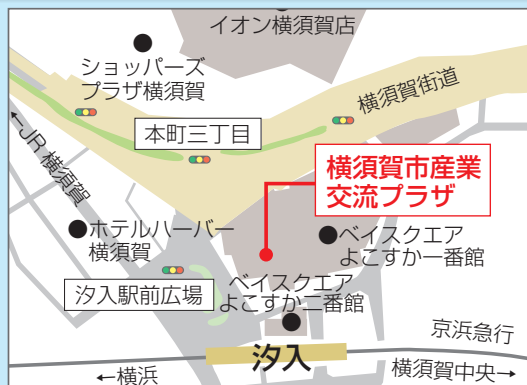 イオン横須賀店
ショッパーズ
プラザ横須賀
横須賀街道
本町三丁目
←JR 横須賀
横須賀市産業
交流プラザ
ホテルハーバー
横須賀
ベイスクエア
よこすか一番館
汐入駅前広場
ベイスクエア
よこすか二番館
京浜急行
汐入
←横浜
横須賀中央→